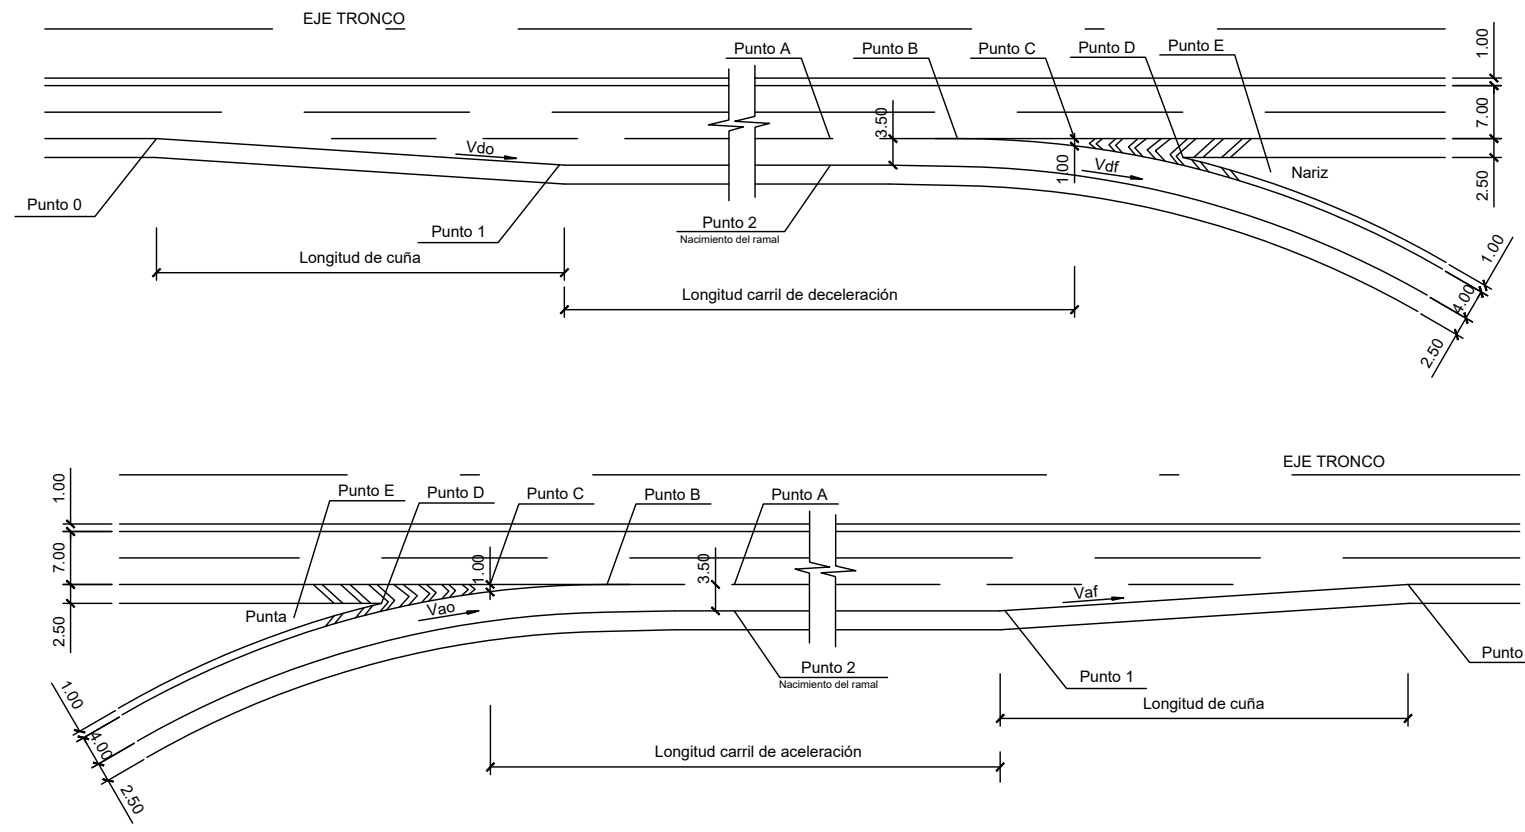 EJE TRONCO
Punto A
Punto B
Punto C
Punto D
Punto E
1.00
7.00
2.50
3.50
1.00
Vdo
Vdf
Nariz
Punto 0
Punto 1
Punto 2
Nacimiento del ramal
Longitud de cuña
Longitud carril de deceleración
1.00
4.00
2.50
EJE TRONCO
Punto E
Punto D
Punto C
Punto B
Punto A
1.00
7.00
2.50
1.00
3.50
Vao
Vaf
Punta
Punto 2
Nacimiento del ramal
Punto 1
Punto
Longitud de cuña
Longitud carril de aceleración
1.00
4.00
2.50